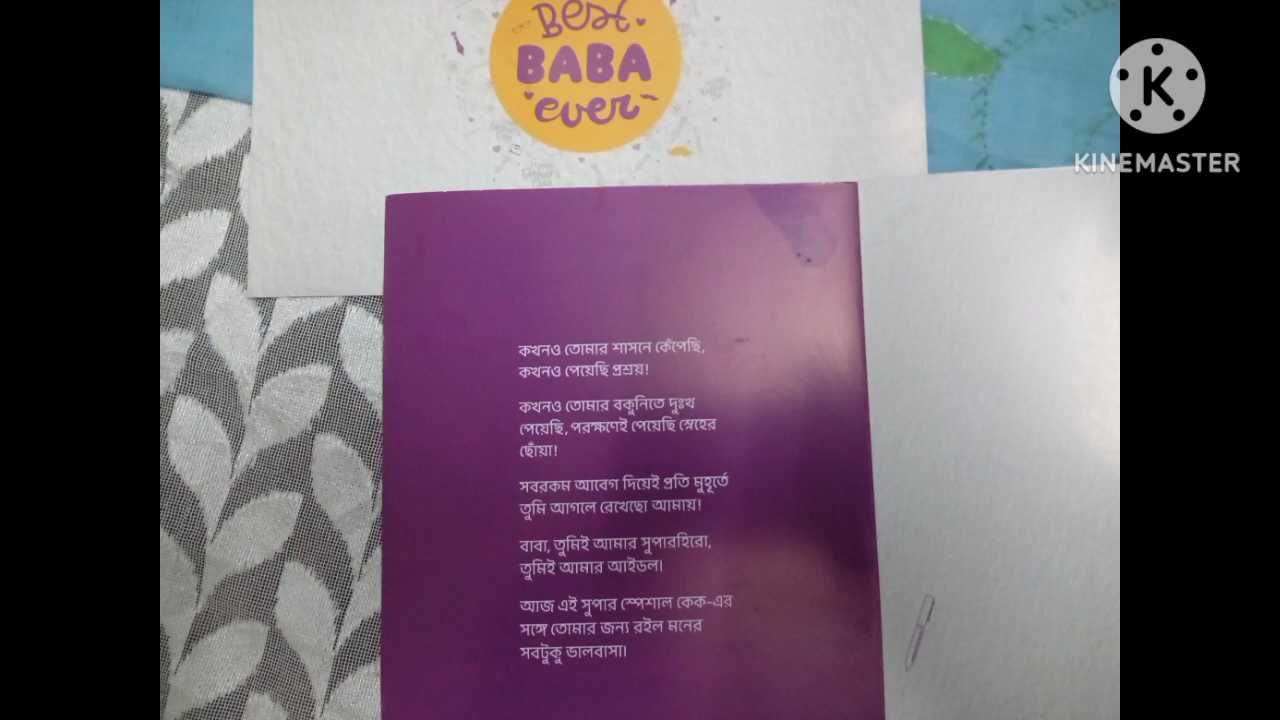 Best
BABA
ever
KINEMASTER
কখনও তোমার শাসনে কেঁপেছি,
কখনও পেয়েছি প্রশ্রয়!
কখনও তোমার বকুনিতে দুঃখ
পেয়েছি, পরক্ষণেই পেয়েছি স্নেহের
ছোঁয়া!
সবরকম আবেগ দিয়েই প্রতি মুহূর্তে
তুমি আগলে রেখেছো আমায়!
বাবা, তুমিই আমার সুপারহিরো,
তুমিই আমার আইডল।
আজ এই সুপার স্পেশাল কেক-এর
সঙ্গে তোমার জন্য রইল মনের
সবটুকু ভালবাসা।